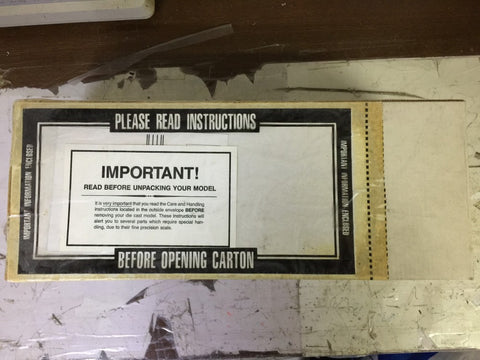 PLEASE READ INSTRUCTIONS
IMPORTANT INFORMATION ENCLOSED
IMPORTANT!
READ BEFORE UNPACKING YOUR MODEL
It is very important that you read the Care and Handling
instructions located in the outside envelope BEFORE
removing your die cast model. These instructions will
alert you to several parts which require special han-
dling, due to their fine precision scale.
IMPORTANT INFORMATION ENCLOSED
BEFORE OPENING CARTON